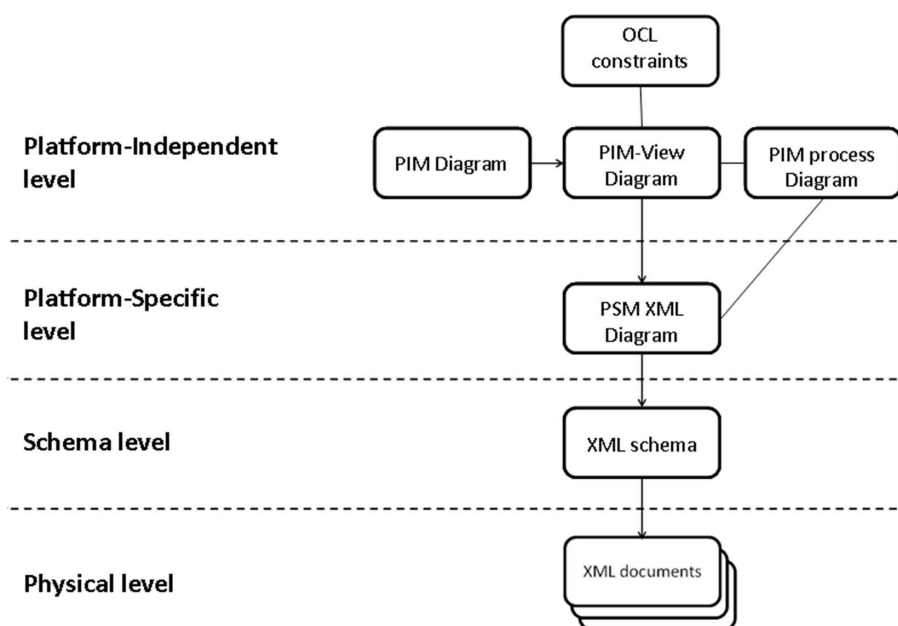 OCL
constraints
Platform-Independent
level
PIM Diagram
PIM-View
Diagram
PIM process
Diagram
Platform-Specific
level
PSM XML
Diagram
Schema level
XML schema
Physical level
XML documents